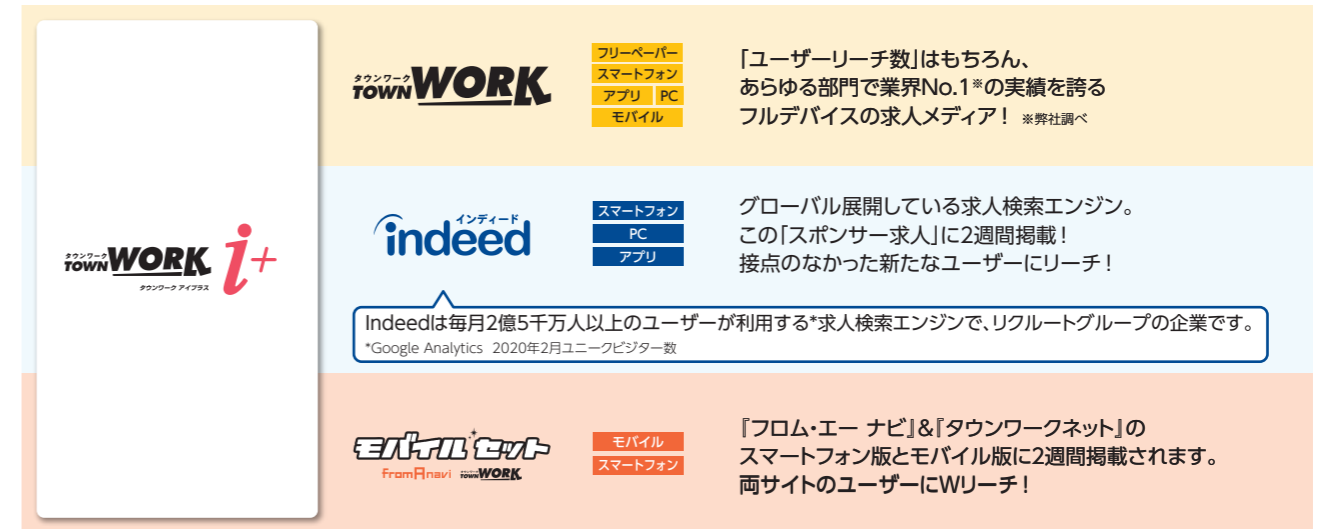 タウンワーク
TOWN WORK i+
タウンワーク アイプラス
タウンワーク
TOWN WORK
フリーペーパー
スマートフォン
アプリ PC
モバイル
「ユーザーリーチ数」はもちろん、
あらゆる部門で業界No.1※の実績を誇る
フルデバイスの求人メディア！ ※弊社調べ
インディード
indeed
スマートフォン
PC
アプリ
グローバル展開している求人検索エンジン。
この「スポンサー求人」に2週間掲載！
接点のなかった新たなユーザーにリーチ！
Indeedは毎月2億5千万人以上のユーザーが利用する*求人検索エンジンで、リクルートグループの企業です。
*Google Analytics 2020年2月ユニークビジター数
モバイルセット
fromAnavi タウンワーク TOWN WORK
モバイル
スマートフォン
『フロム・エー ナビ』&『タウンワークネット』の
スマートフォン版とモバイル版に2週間掲載されます。
両サイトのユーザーにWリーチ！